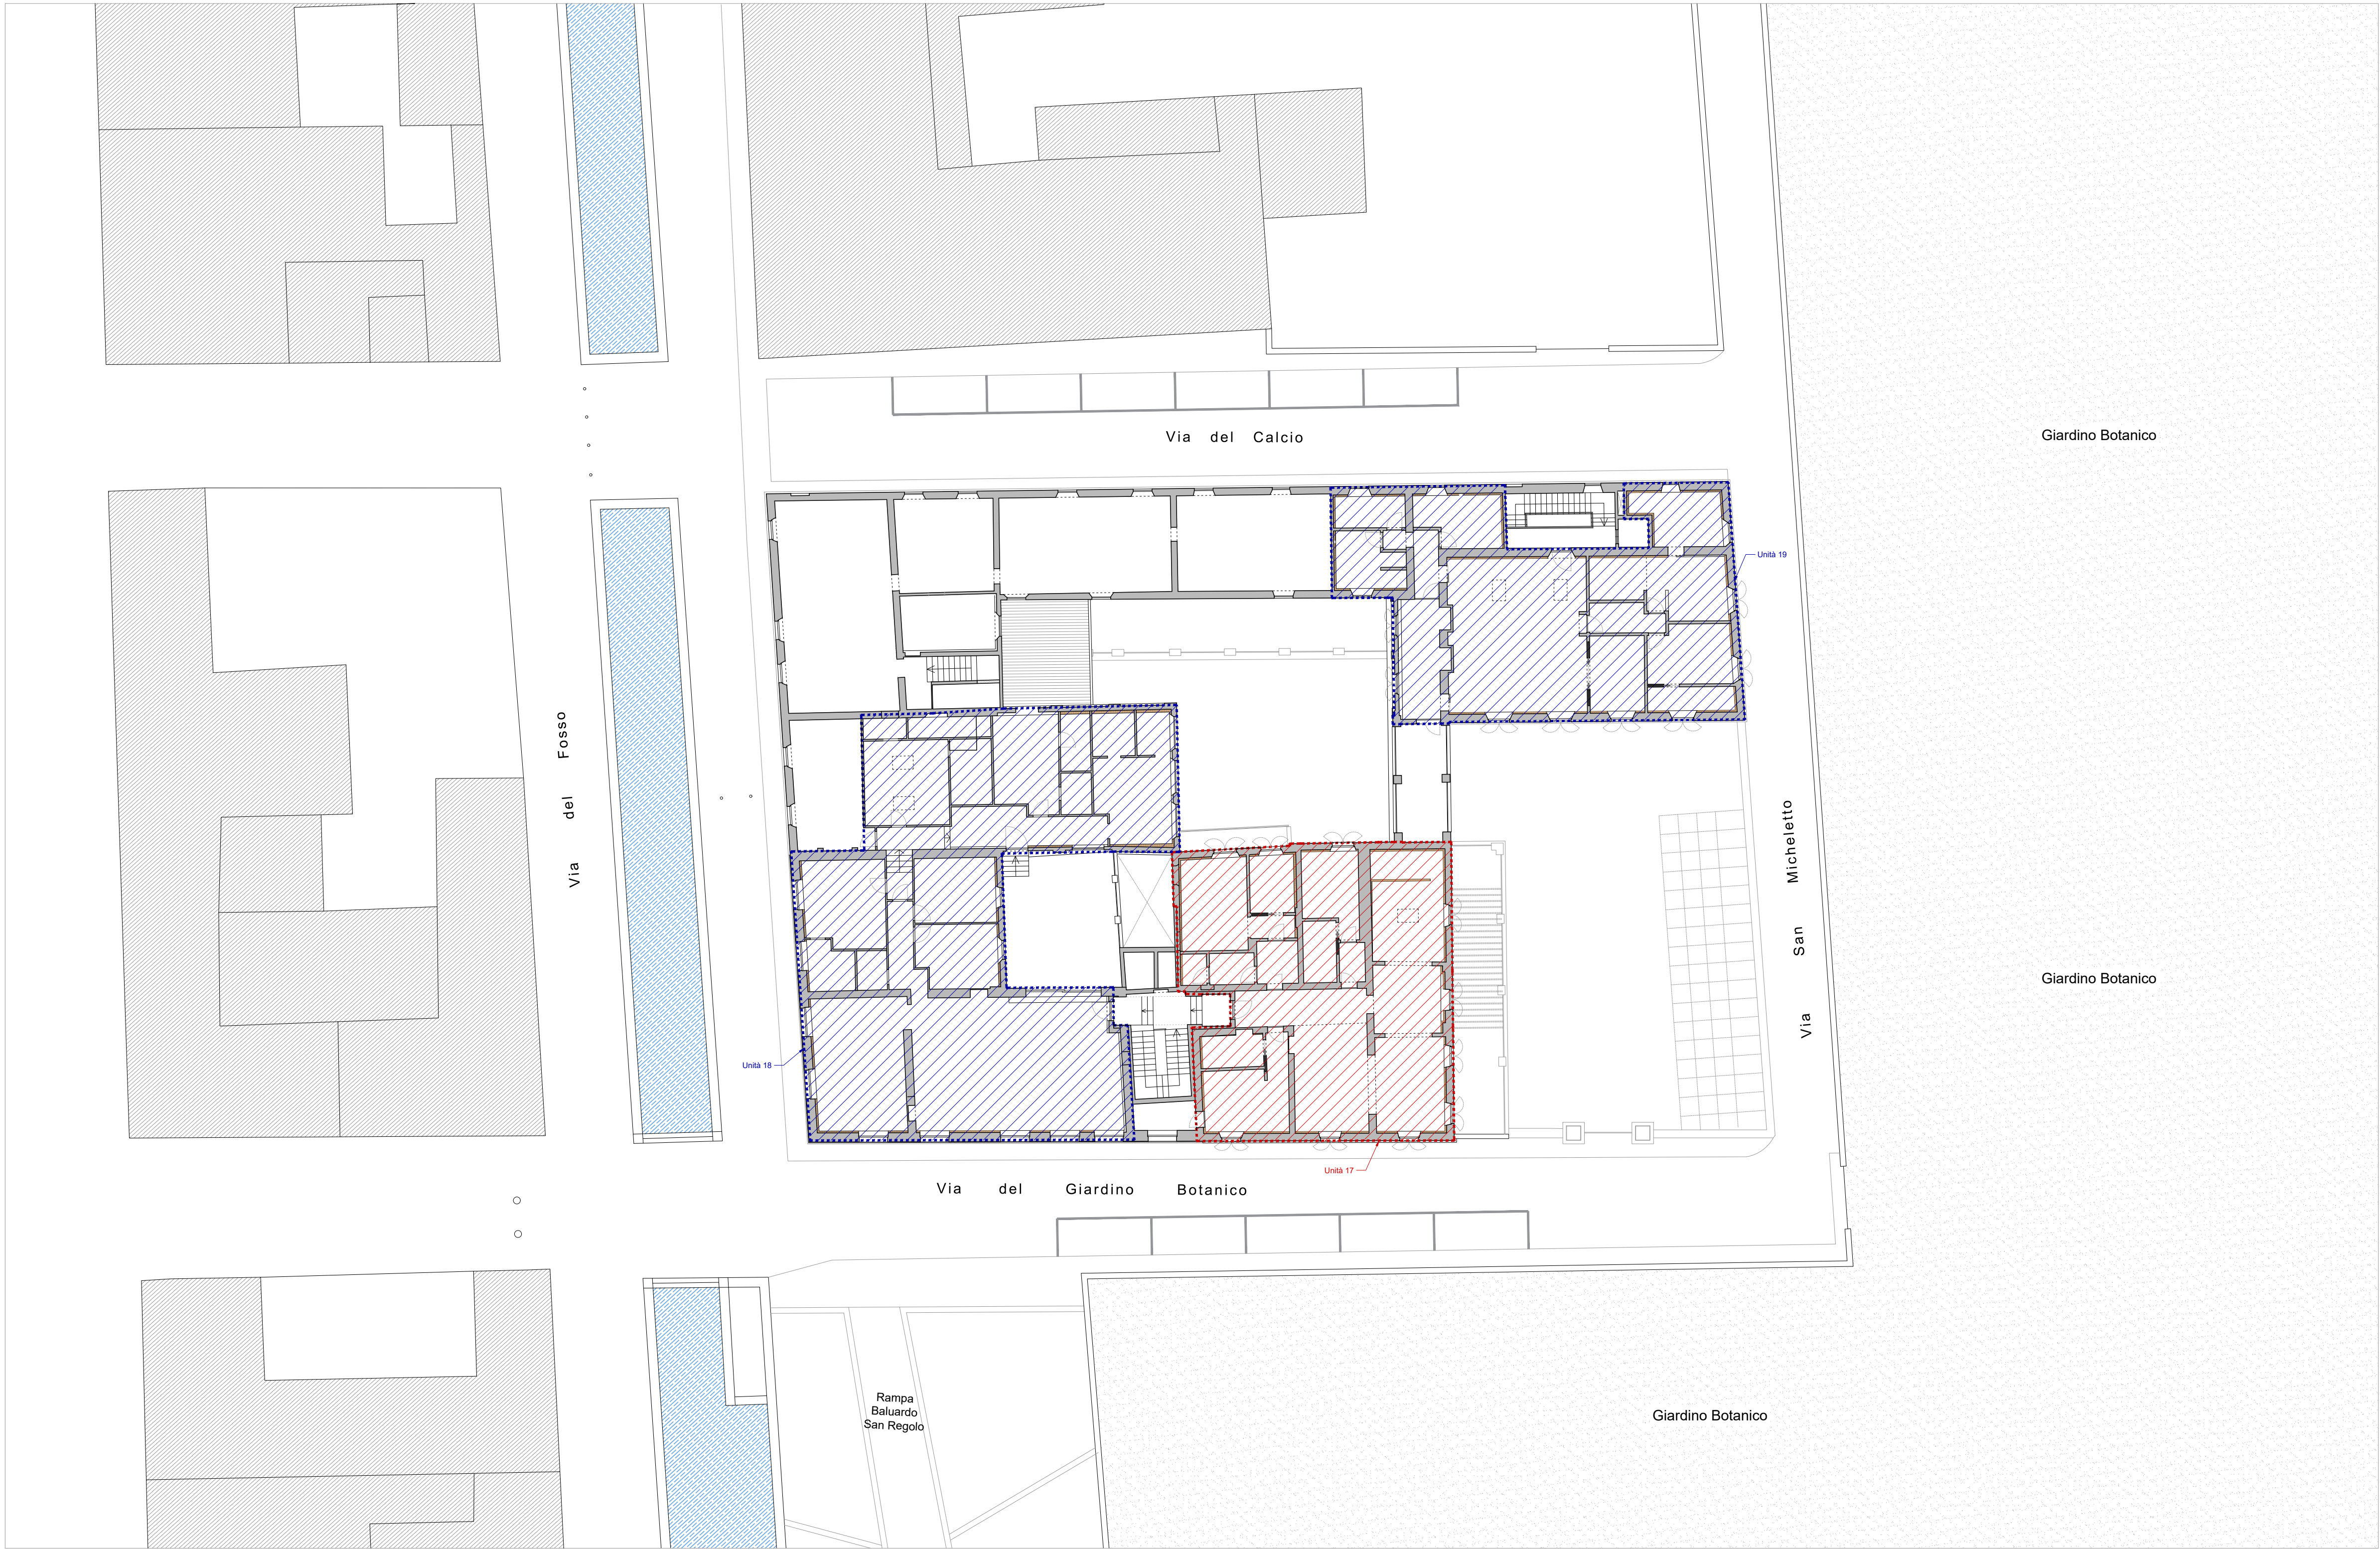 Via del Calcio
Giardino Botanico
Unità 19
Via del Fosso
Via San Micheletto
Giardino Botanico
Unità 18
Unità 17
Via del Giardino Botanico
Rampa
Baluardo
San Regolo
Giardino Botanico